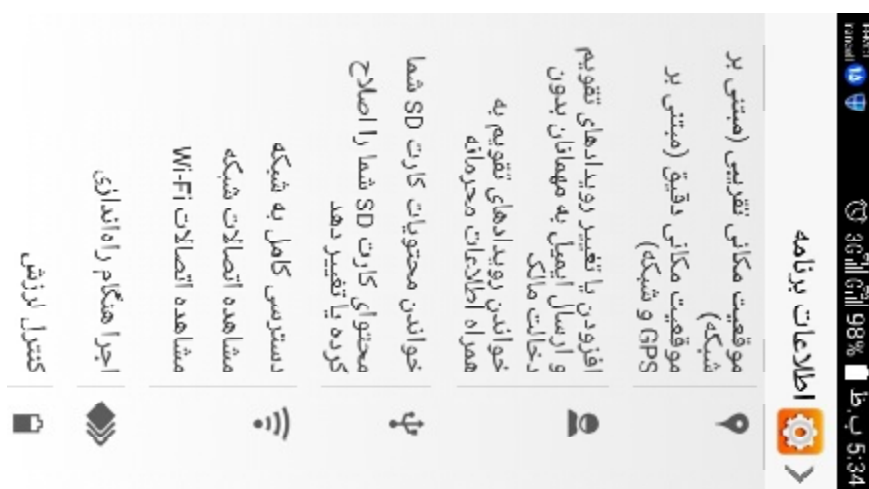 Irancell
۱۵
3G G 98% 5:34 ب.ظ
اطلاعات برنامه
موقعیت مکانی تقریبی (مبتنی بر
شبکه)
موقعیت مکانی دقیق (مبتنی بر
GPS و شبکه)
افزودن یا تغییر رویدادهای تقویم
و ارسال ایمیل به مهمانان بدون
دخالت مالک
خواندن رویدادهای تقویم به
همراه اطلاعات محرمانه
خواندن محتویات کارت SD شما
محتوای کارت SD شما را اصلاح
کرده یا تغییر دهد
دسترسی کامل به شبکه
مشاهده اتصالات شبکه
مشاهده اتصالات Wi-Fi
اجرا هنگام راه‌اندازی
کنترل لرزش